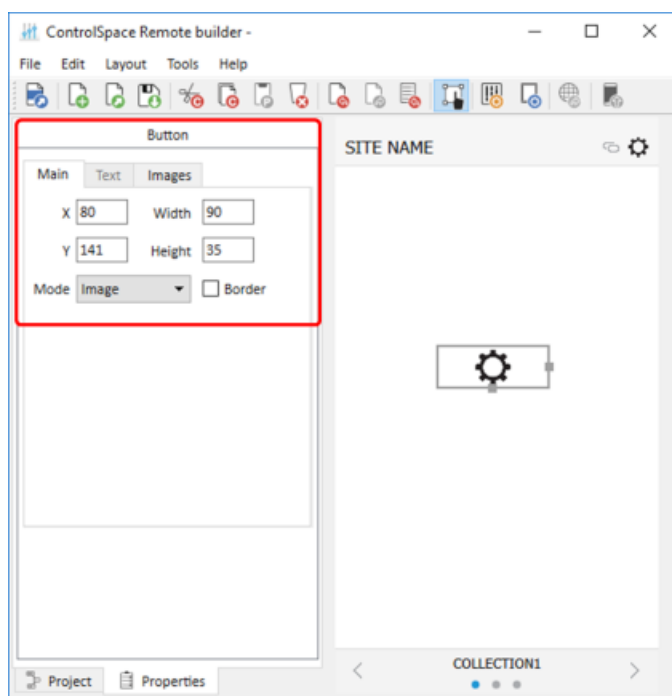 ControlSpace Remote builder -
File Edit Layout Tools Help
Button
Main Text Images
X 80 Width 90
Y 141 Height 35
Mode Image Border
SITE NAME
COLLECTION1
Project Properties